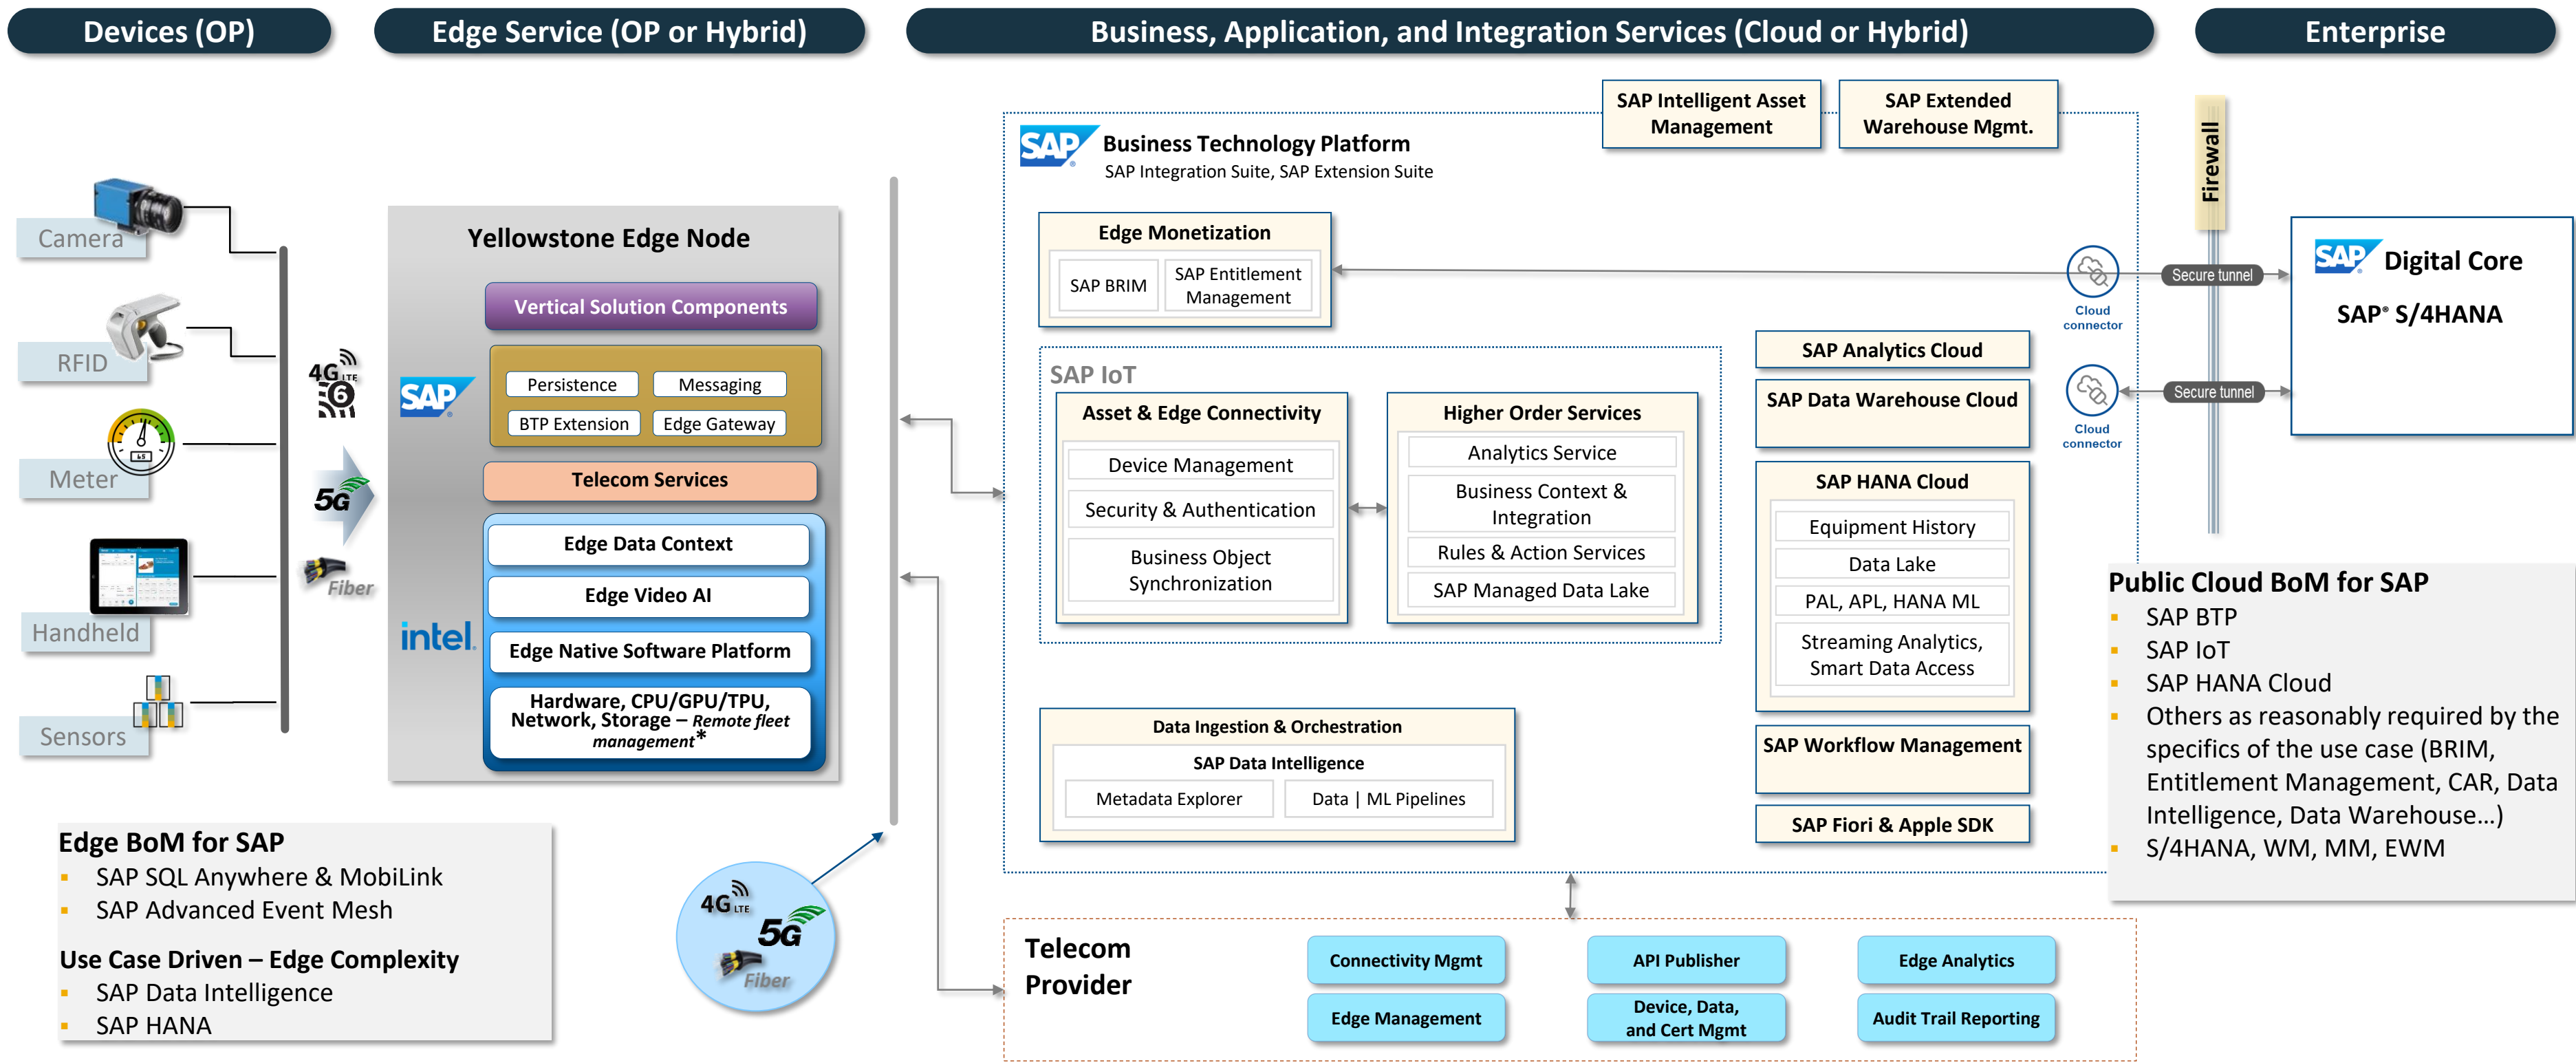 Devices (OP)
Edge Service (OP or Hybrid)
Business, Application, and Integration Services (Cloud or Hybrid)
Enterprise
Camera
RFID
Meter
Handheld
Sensors
4G LTE
6
5G
Fiber
Yellowstone Edge Node
Vertical Solution Components
SAP
Persistence
Messaging
BTP Extension
Edge Gateway
Telecom Services
intel.
Edge Data Context
Edge Video AI
Edge Native Software Platform
Hardware, CPU/GPU/TPU,
Network, Storage – Remote fleet
management*
Edge BoM for SAP
▪ SAP SQL Anywhere & MobiLink
▪ SAP Advanced Event Mesh
Use Case Driven – Edge Complexity
▪ SAP Data Intelligence
▪ SAP HANA
4G LTE
5G
Fiber
SAP Intelligent Asset
Management
SAP Extended
Warehouse Mgmt.
SAP®
Business Technology Platform
SAP Integration Suite, SAP Extension Suite
Edge Monetization
SAP BRIM
SAP Entitlement
Management
SAP IoT
Asset & Edge Connectivity
Device Management
Security & Authentication
Business Object
Synchronization
Higher Order Services
Analytics Service
Business Context &
Integration
Rules & Action Services
SAP Managed Data Lake
Data Ingestion & Orchestration
SAP Data Intelligence
Metadata Explorer
Data | ML Pipelines
SAP Analytics Cloud
SAP Data Warehouse Cloud
SAP HANA Cloud
Equipment History
Data Lake
PAL, APL, HANA ML
Streaming Analytics,
Smart Data Access
SAP Workflow Management
SAP Fiori & Apple SDK
Cloud
connector
Cloud
connector
Firewall
Secure tunnel
Secure tunnel
SAP Digital Core
SAP® S/4HANA
Public Cloud BoM for SAP
▪ SAP BTP
▪ SAP IoT
▪ SAP HANA Cloud
▪ Others as reasonably required by the
specifics of the use case (BRIM,
Entitlement Management, CAR, Data
Intelligence, Data Warehouse…)
▪ S/4HANA, WM, MM, EWM
Telecom
Provider
Connectivity Mgmt
API Publisher
Edge Analytics
Edge Management
Device, Data,
and Cert Mgmt
Audit Trail Reporting